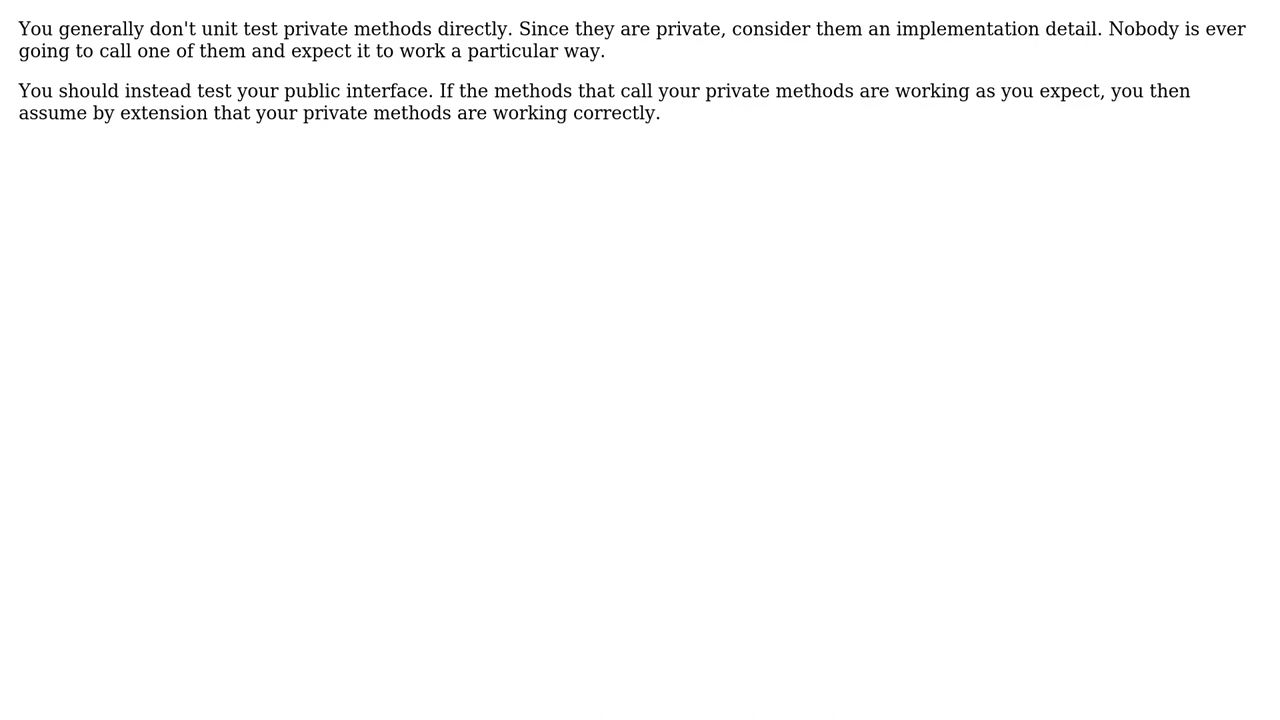 You generally don't unit test private methods directly. Since they are private, consider them an implementation detail. Nobody is ever
going to call one of them and expect it to work a particular way.
You should instead test your public interface. If the methods that call your private methods are working as you expect, you then
assume by extension that your private methods are working correctly.